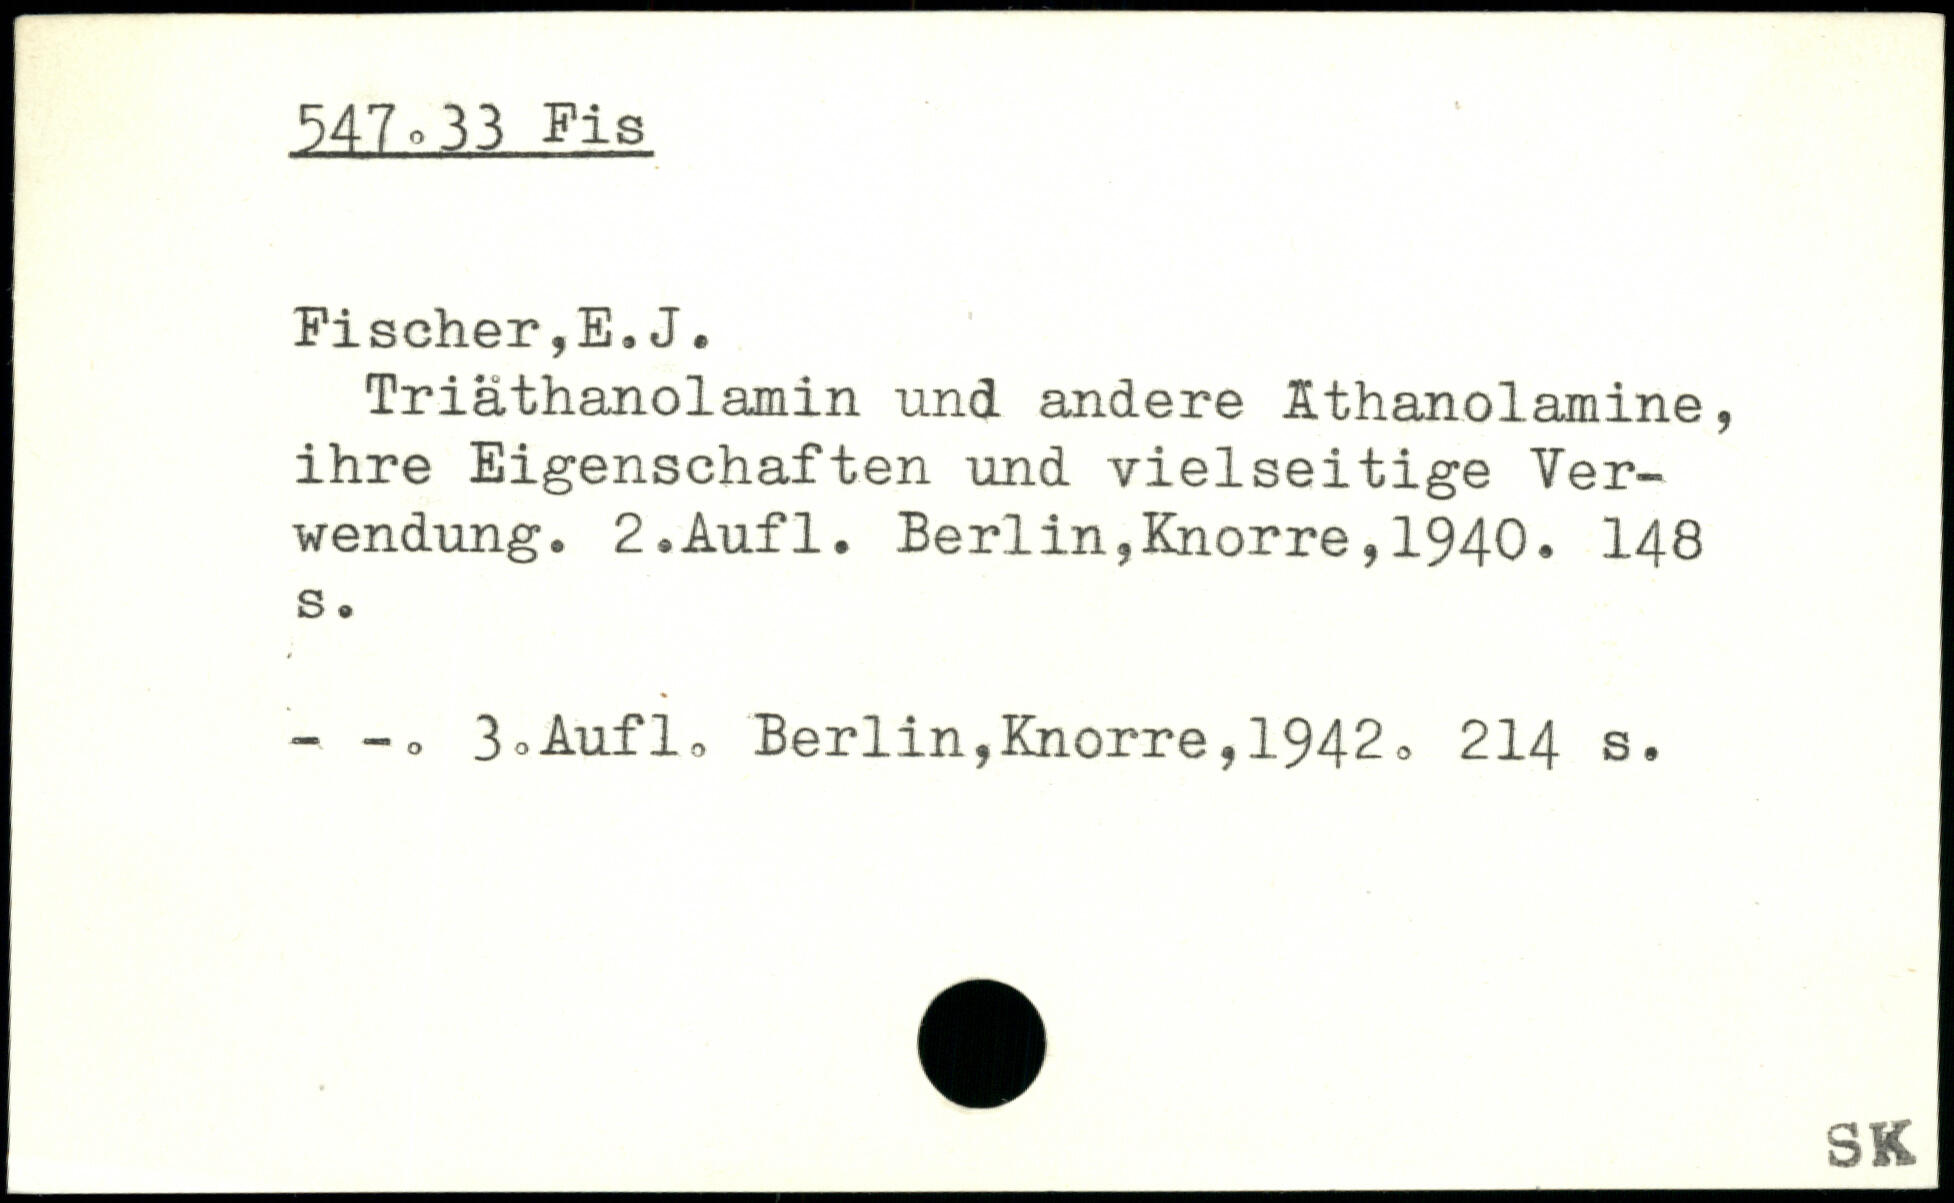 547.33 Fis
Fischer,E.J.
Triäthanolamin und andere Äthanolamine,
ihre Eigenschaften und vielseitige Ver-
wendung. 2.Aufl. Berlin,Knorre,1940. 148
s.
- -. 3.Aufl. Berlin,Knorre,1942. 214 s.
SK